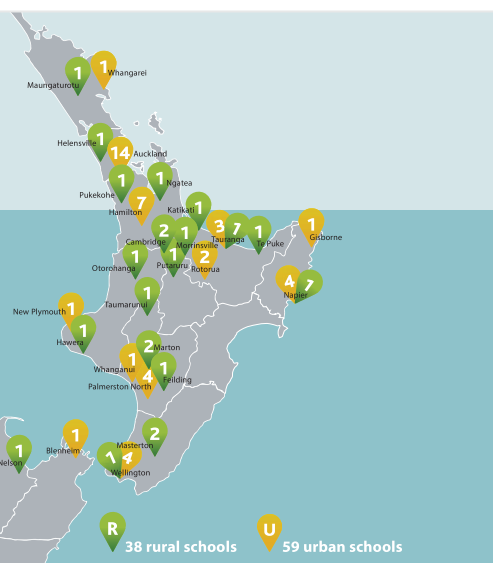 1
Whangarei
1
Maungaturotu
1
Helensville
14
Auckland
1
Pukekohe
1
Ngatea
7
Hamilton
1
Katikati
2
Cambridge
1
Morrinsville
3
1
Tauranga
1
Te Puke
1
Gisborne
1
Otorohanga
1
Putaruru
2
Rotorua
4
1
Napier
1
Taumarunui
1
New Plymouth
1
Hawera
2
Marton
1
Whanganui
4
Palmerston North
1
Feilding
2
Masterton
1
Blenheim
1
Nelson
1
4
Wellington
R
38 rural schools
U
59 urban schools